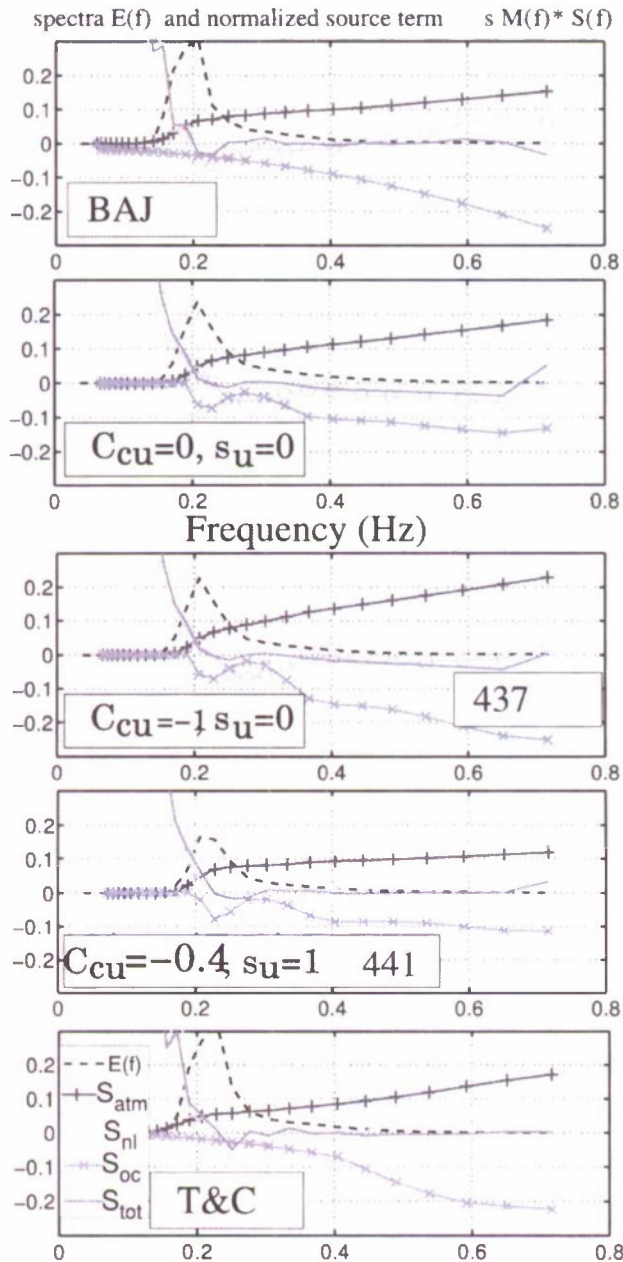 spectra E(f) and normalized source term s M(f)* S(f)
0.2
0.1
0
−0.1
−0.2
BAJ
0 0.2 0.4 0.6 0.8
0.2
0.1
0
−0.1
−0.2
Ccu=0, su=0
0 0.2 0.4 0.6 0.8
Frequency (Hz)
0.2
0.1
0
−0.1
−0.2
Ccu=−1, su=0
437
0 0.2 0.4 0.6 0.8
0.2
0.1
0
−0.1
−0.2
Ccu=−0.4, su=1 441
0 0.2 0.4 0.6 0.8
0.2
0.1
0
−0.1
−0.2
E(f)
Satm
Snl
Soc
Stot
T&C
0 0.2 0.4 0.6 0.8